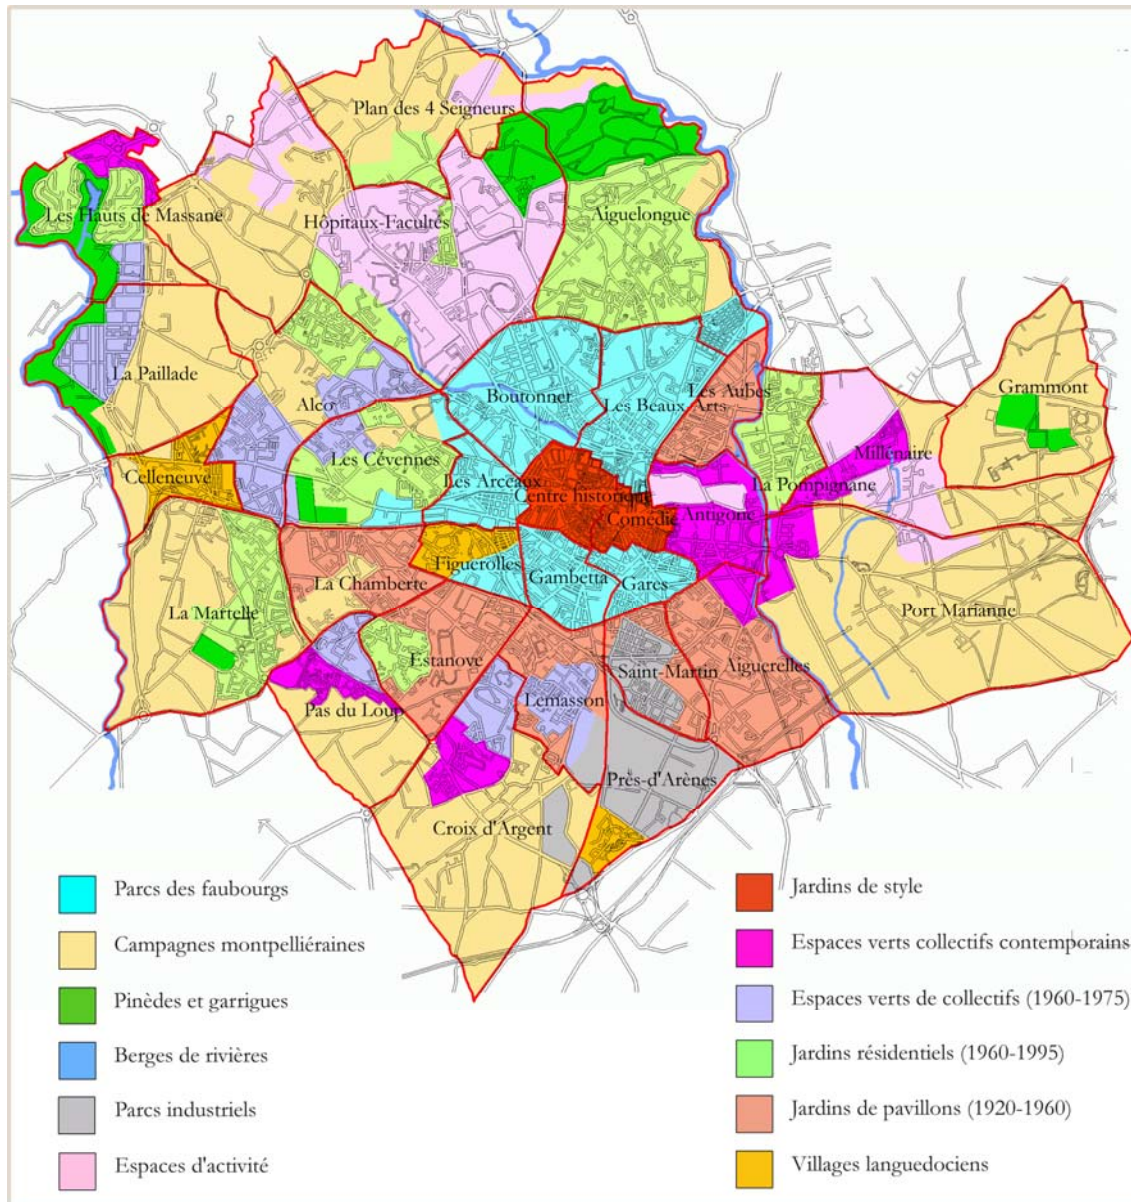 Plan des 4 Seigneurs
Les Hauts de Massane
Hôpitaux-Facultés
Aiguelongue
La Paillade
Alco
Boutonnet
Les Beaux-Arts
Les Aubes
Grammont
Celleneuve
Les Cévennes
Les Arceaux
Centre historique
Comédie
Antigone
La Pompignane
Millénaire
Figuerolles
La Chamberte
Gambetta
Gares
La Martelle
Port Marianne
Estanove
Saint-Martin
Aiguerelles
Pas du Loup
Lemasson
Prés-d'Arènes
Croix d'Argent
Parcs des faubourgs
Campagnes montpelliéraines
Pinèdes et garrigues
Berges de rivières
Parcs industriels
Espaces d'activité
Jardins de style
Espaces verts collectifs contemporains
Espaces verts de collectifs (1960-1975)
Jardins résidentiels (1960-1995)
Jardins de pavillons (1920-1960)
Villages languedociens